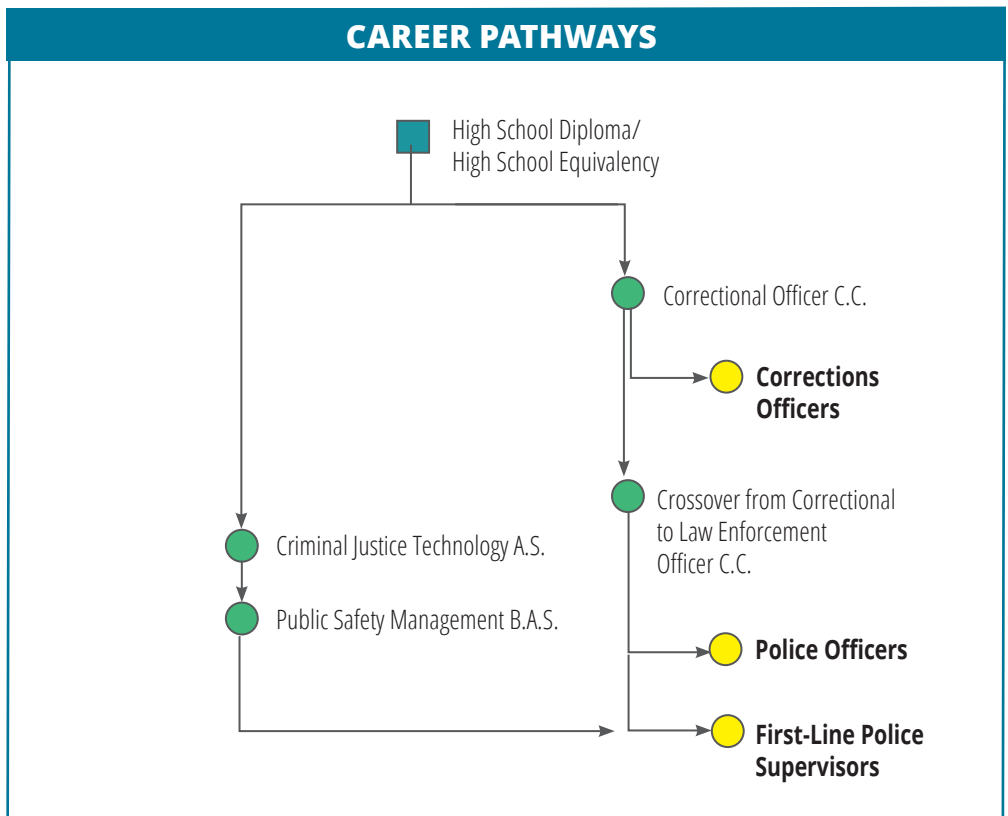 CAREER PATHWAYS
High School Diploma/
High School Equivalency
Correctional Officer C.C.
Corrections
Officers
Crossover from Correctional
to Law Enforcement
Officer C.C.
Criminal Justice Technology A.S.
Public Safety Management B.A.S.
Police Officers
First-Line Police
Supervisors